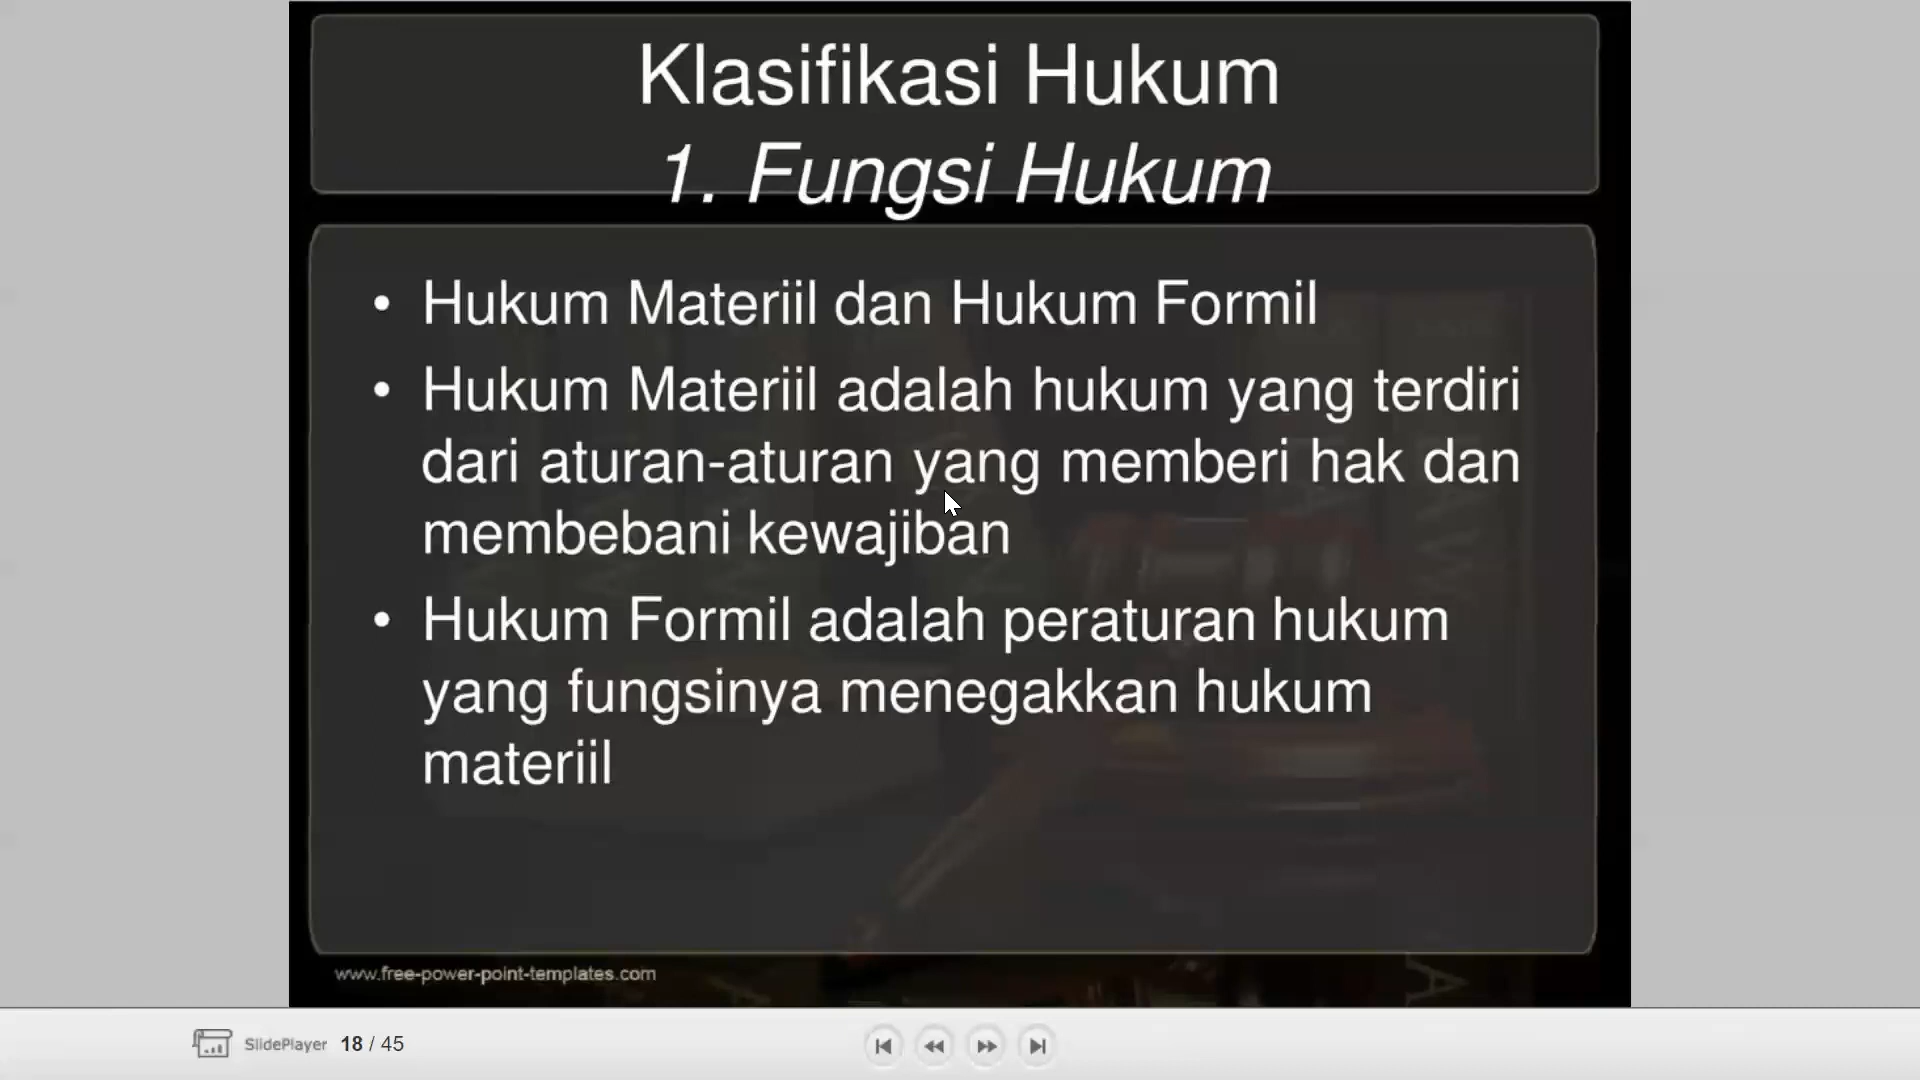 Klasifikasi Hukum
1. Fungsi Hukum
• Hukum Materiil dan Hukum Formil
• Hukum Materiil adalah hukum yang terdiri
dari aturan-aturan yang memberi hak dan
membebani kewajiban
• Hukum Formil adalah peraturan hukum
yang fungsinya menegakkan hukum
materiil
www.free-power-point-templates.com
SlidePlayer 18 / 45